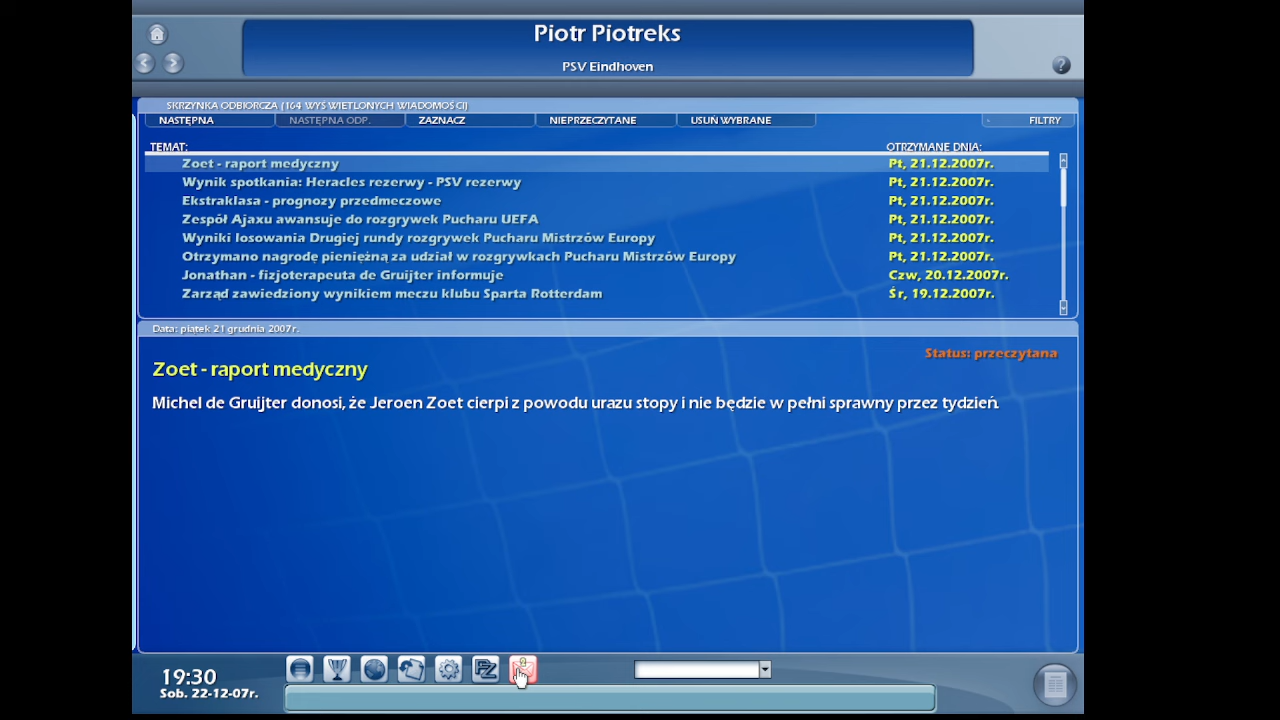 Piotr Piotreks
PSV Eindhoven
?
SKRZYNKA ODBIORCZA (164 WYŚWIETLONYCH WIADOMOŚCI)
NASTĘPNA NASTĘPNA ODP. ZAZNACZ NIEPRZECZYTANE USUŃ WYBRANE FILTRY
TEMAT: OTRZYMANE DNIA:
Zoet - raport medyczny Pt, 21.12.2007r.
Wynik spotkania: Heracles rezerwy - PSV rezerwy Pt, 21.12.2007r.
Ekstraklasa - prognozy przedmeczowe Pt, 21.12.2007r.
Zespół Ajaxu awansuje do rozgrywek Pucharu UEFA Pt, 21.12.2007r.
Wyniki losowania Drugiej rundy rozgrywek Pucharu Mistrzów Europy Pt, 21.12.2007r.
Otrzymano nagrodę pieniężną za udział w rozgrywkach Pucharu Mistrzów Europy Pt, 21.12.2007r.
Jonathan - fizjoterapeuta de Gruijter informuje Czw, 20.12.2007r.
Zarząd zawiedziony wynikiem meczu klubu Sparta Rotterdam Śr, 19.12.2007r.
Data: piątek 21 grudnia 2007r.
Status: przeczytana
Zoet - raport medyczny
Michel de Gruijter donosi, że Jeroen Zoet cierpi z powodu urazu stopy i nie będzie w pełni sprawny przez tydzień.
19:30
Sob. 22-12-07r.